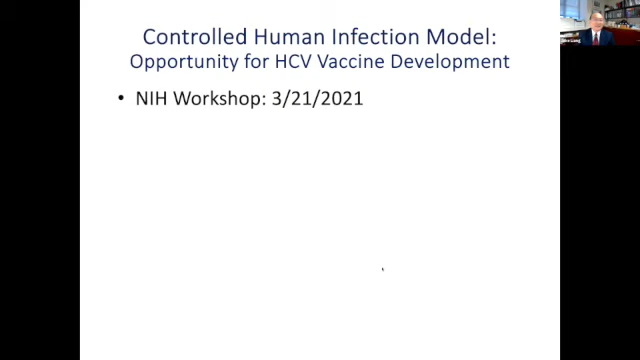 Controlled Human Infection Model:
Opportunity for HCV Vaccine Development
• NIH Workshop: 3/21/2021